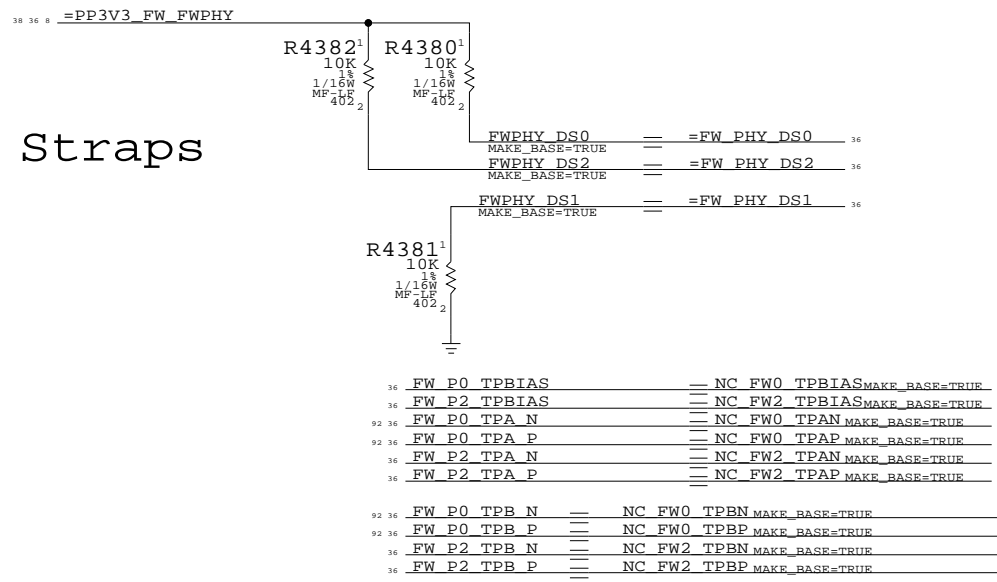 38 36 8 =PP3V3_FW_FWPHY
R4382 1 R4380 1
10K 10K
1% 1%
1/16W 1/16W
MF-LF MF-LF
402 2 402 2
Straps
FWPHY_DS0 =FW_PHY_DS0 36
MAKE_BASE=TRUE
FWPHY_DS2 =FW_PHY_DS2 36
MAKE_BASE=TRUE
FWPHY_DS1 =FW_PHY_DS1 36
MAKE_BASE=TRUE
R4381 1
10K
1%
1/16W
MF-LF
402 2
36 FW_P0_TPBIAS NC_FW0_TPBIAS MAKE_BASE=TRUE
36 FW_P2_TPBIAS NC_FW2_TPBIAS MAKE_BASE=TRUE
92 36 FW_P0_TPA_N NC_FW0_TPAN MAKE_BASE=TRUE
92 36 FW_P0_TPA_P NC_FW0_TPAP MAKE_BASE=TRUE
36 FW_P2_TPA_N NC_FW2_TPAN MAKE_BASE=TRUE
36 FW_P2_TPA_P NC_FW2_TPAP MAKE_BASE=TRUE
92 36 FW_P0_TPB_N NC_FW0_TPBN MAKE_BASE=TRUE
92 36 FW_P0_TPB_P NC_FW0_TPBP MAKE_BASE=TRUE
36 FW_P2_TPB_N NC_FW2_TPBN MAKE_BASE=TRUE
36 FW_P2_TPB_P NC_FW2_TPBP MAKE_BASE=TRUE